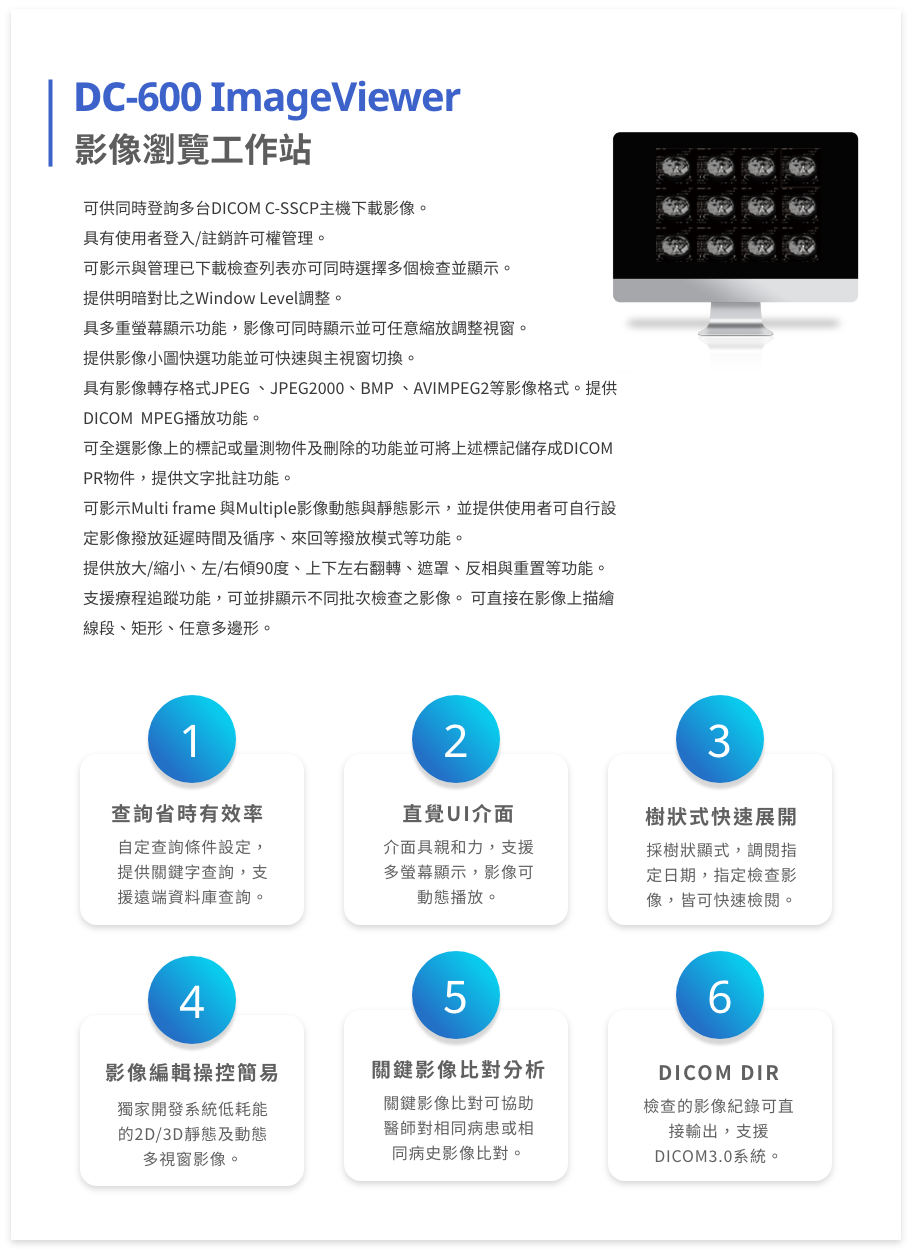 DC-600 ImageViewer
影像瀏覽工作站
可供同時登詢多台DICOM C-SSCP主機下載影像。
具有使用者登入/註銷許可權管理。
可影示與管理已下載檢查列表亦可同時選擇多個檢查並顯示。
提供明暗對比之Window Level調整。
具多重螢幕顯示功能，影像可同時顯示並可任意縮放調整視窗。
提供影像小圖快選功能並可快速與主視窗切換。
具有影像轉存格式JPEG 、JPEG2000、BMP 、AVIMPEG2等影像格式。提供
DICOM MPEG播放功能。
可全選影像上的標記或量測物件及刪除的功能並可將上述標記儲存成DICOM
PR物件，提供文字批註功能。
可影示Multi frame 與Multiple影像動態與靜態影示，並提供使用者可自行設
定影像撥放延遲時間及循序、來回等撥放模式等功能。
提供放大/縮小、左/右傾90度、上下左右翻轉、遮罩、反相與重置等功能。
支援療程追蹤功能，可並排顯示不同批次檢查之影像。 可直接在影像上描繪
線段、矩形、任意多邊形。
1
查詢省時有效率
自定查詢條件設定，
提供關鍵字查詢，支
援遠端資料庫查詢。
2
直覺UI介面
介面具親和力，支援
多螢幕顯示，影像可
動態播放。
3
樹狀式快速展開
採樹狀顯式，調閱指
定日期，指定檢查影
像，皆可快速檢閱。
4
影像編輯操控簡易
獨家開發系統低耗能
的2D/3D靜態及動態
多視窗影像。
5
關鍵影像比對分析
關鍵影像比對可協助
醫師對相同病患或相
同病史影像比對。
6
DICOM DIR
檢查的影像紀錄可直
接輸出，支援
DICOM3.0系統。